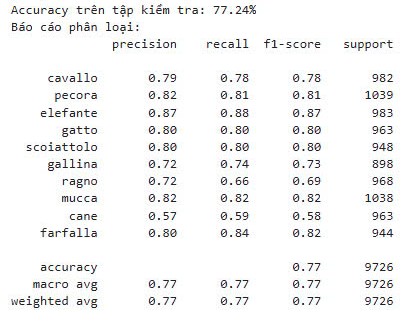 Accuracy trên tập kiểm tra: 77.24%
Báo cáo phân loại:
precision recall f1-score support
cavallo 0.79 0.78 0.78 982
pecora 0.82 0.81 0.81 1039
elefante 0.87 0.88 0.87 983
gatto 0.80 0.80 0.80 963
scoiattolo 0.80 0.80 0.80 948
gallina 0.72 0.74 0.73 898
ragno 0.72 0.66 0.69 968
mucca 0.82 0.82 0.82 1038
cane 0.57 0.59 0.58 963
farfalla 0.80 0.84 0.82 944
accuracy 0.77 9726
macro avg 0.77 0.77 0.77 9726
weighted avg 0.77 0.77 0.77 9726